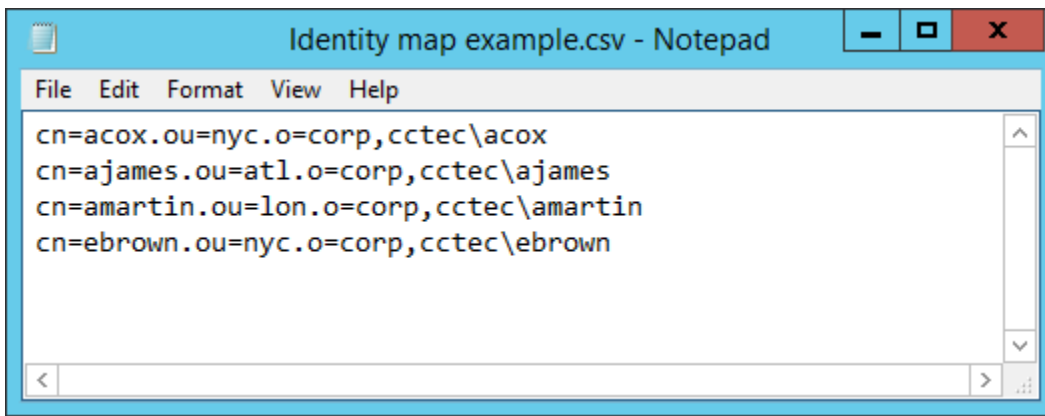 Identity map example.csv - Notepad
File Edit Format View Help
cn=acox.ou=nyc.o=corp,cctec\acox
cn=ajames.ou=atl.o=corp,cctec\ajames
cn=amartin.ou=lon.o=corp,cctec\amartin
cn=ebrown.ou=nyc.o=corp,cctec\ebrown